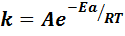 k = Ae^{-Ea/RT}